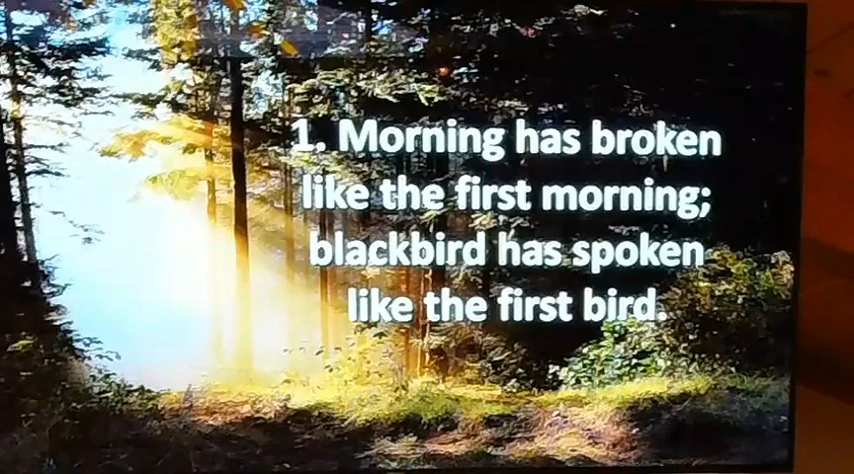 1. Morning has broken
like the first morning;
blackbird has spoken
like the first bird.